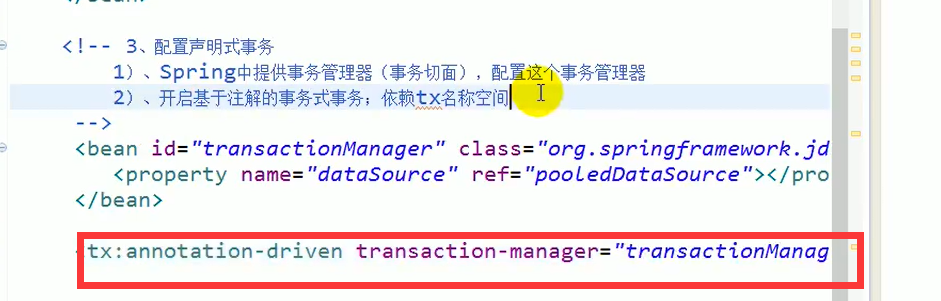 <!-- 3、配置声明式事务
1）、Spring中提供事务管理器（事务切面），配置这个事务管理器
2）、开启基于注解的事务式事务；依赖tx名称空间
-->
<bean id="transactionManager" class="org.springframework.jd
<property name="dataSource" ref="pooledDataSource"></pro
</bean>
tx:annotation-driven transaction-manager="transactionManag